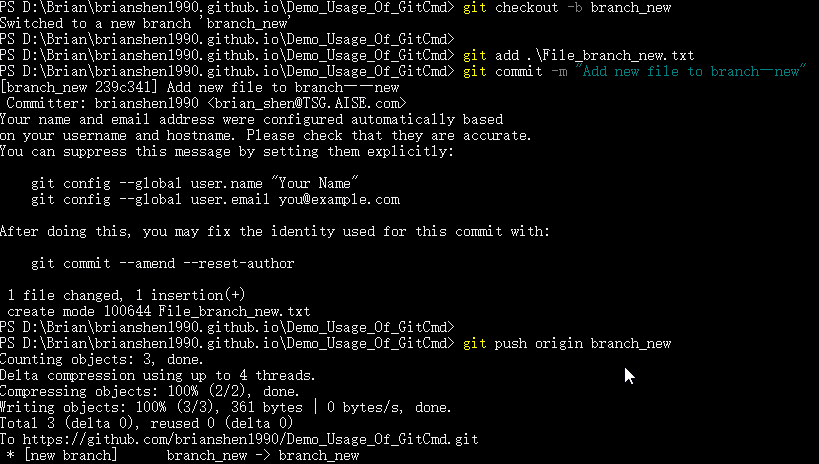 PS D:\Brian\brianshen1990.github.io\Demo_Usage_Of_GitCmd> git checkout -b branch_new
Switched to a new branch 'branch_new'
PS D:\Brian\brianshen1990.github.io\Demo_Usage_Of_GitCmd>
PS D:\Brian\brianshen1990.github.io\Demo_Usage_Of_GitCmd> git add .\File_branch_new.txt
PS D:\Brian\brianshen1990.github.io\Demo_Usage_Of_GitCmd> git commit -m "Add new file to branch——new"
[branch_new 239c341] Add new file to branch——new
 Committer: brianshen1990 <brian_shen@TSG.AISE.com>
Your name and email address were configured automatically based
on your username and hostname. Please check that they are accurate.
You can suppress this message by setting them explicitly:

    git config --global user.name "Your Name"
    git config --global user.email you@example.com

After doing this, you may fix the identity used for this commit with:

    git commit --amend --reset-author

 1 file changed, 1 insertion(+)
 create mode 100644 File_branch_new.txt
PS D:\Brian\brianshen1990.github.io\Demo_Usage_Of_GitCmd>
PS D:\Brian\brianshen1990.github.io\Demo_Usage_Of_GitCmd> git push origin branch_new
Counting objects: 3, done.
Delta compression using up to 4 threads.
Compressing objects: 100% (2/2), done.
Writing objects: 100% (3/3), 361 bytes | 0 bytes/s, done.
Total 3 (delta 0), reused 0 (delta 0)
To https://github.com/brianshen1990/Demo_Usage_Of_GitCmd.git
 * [new branch]      branch_new -> branch_new